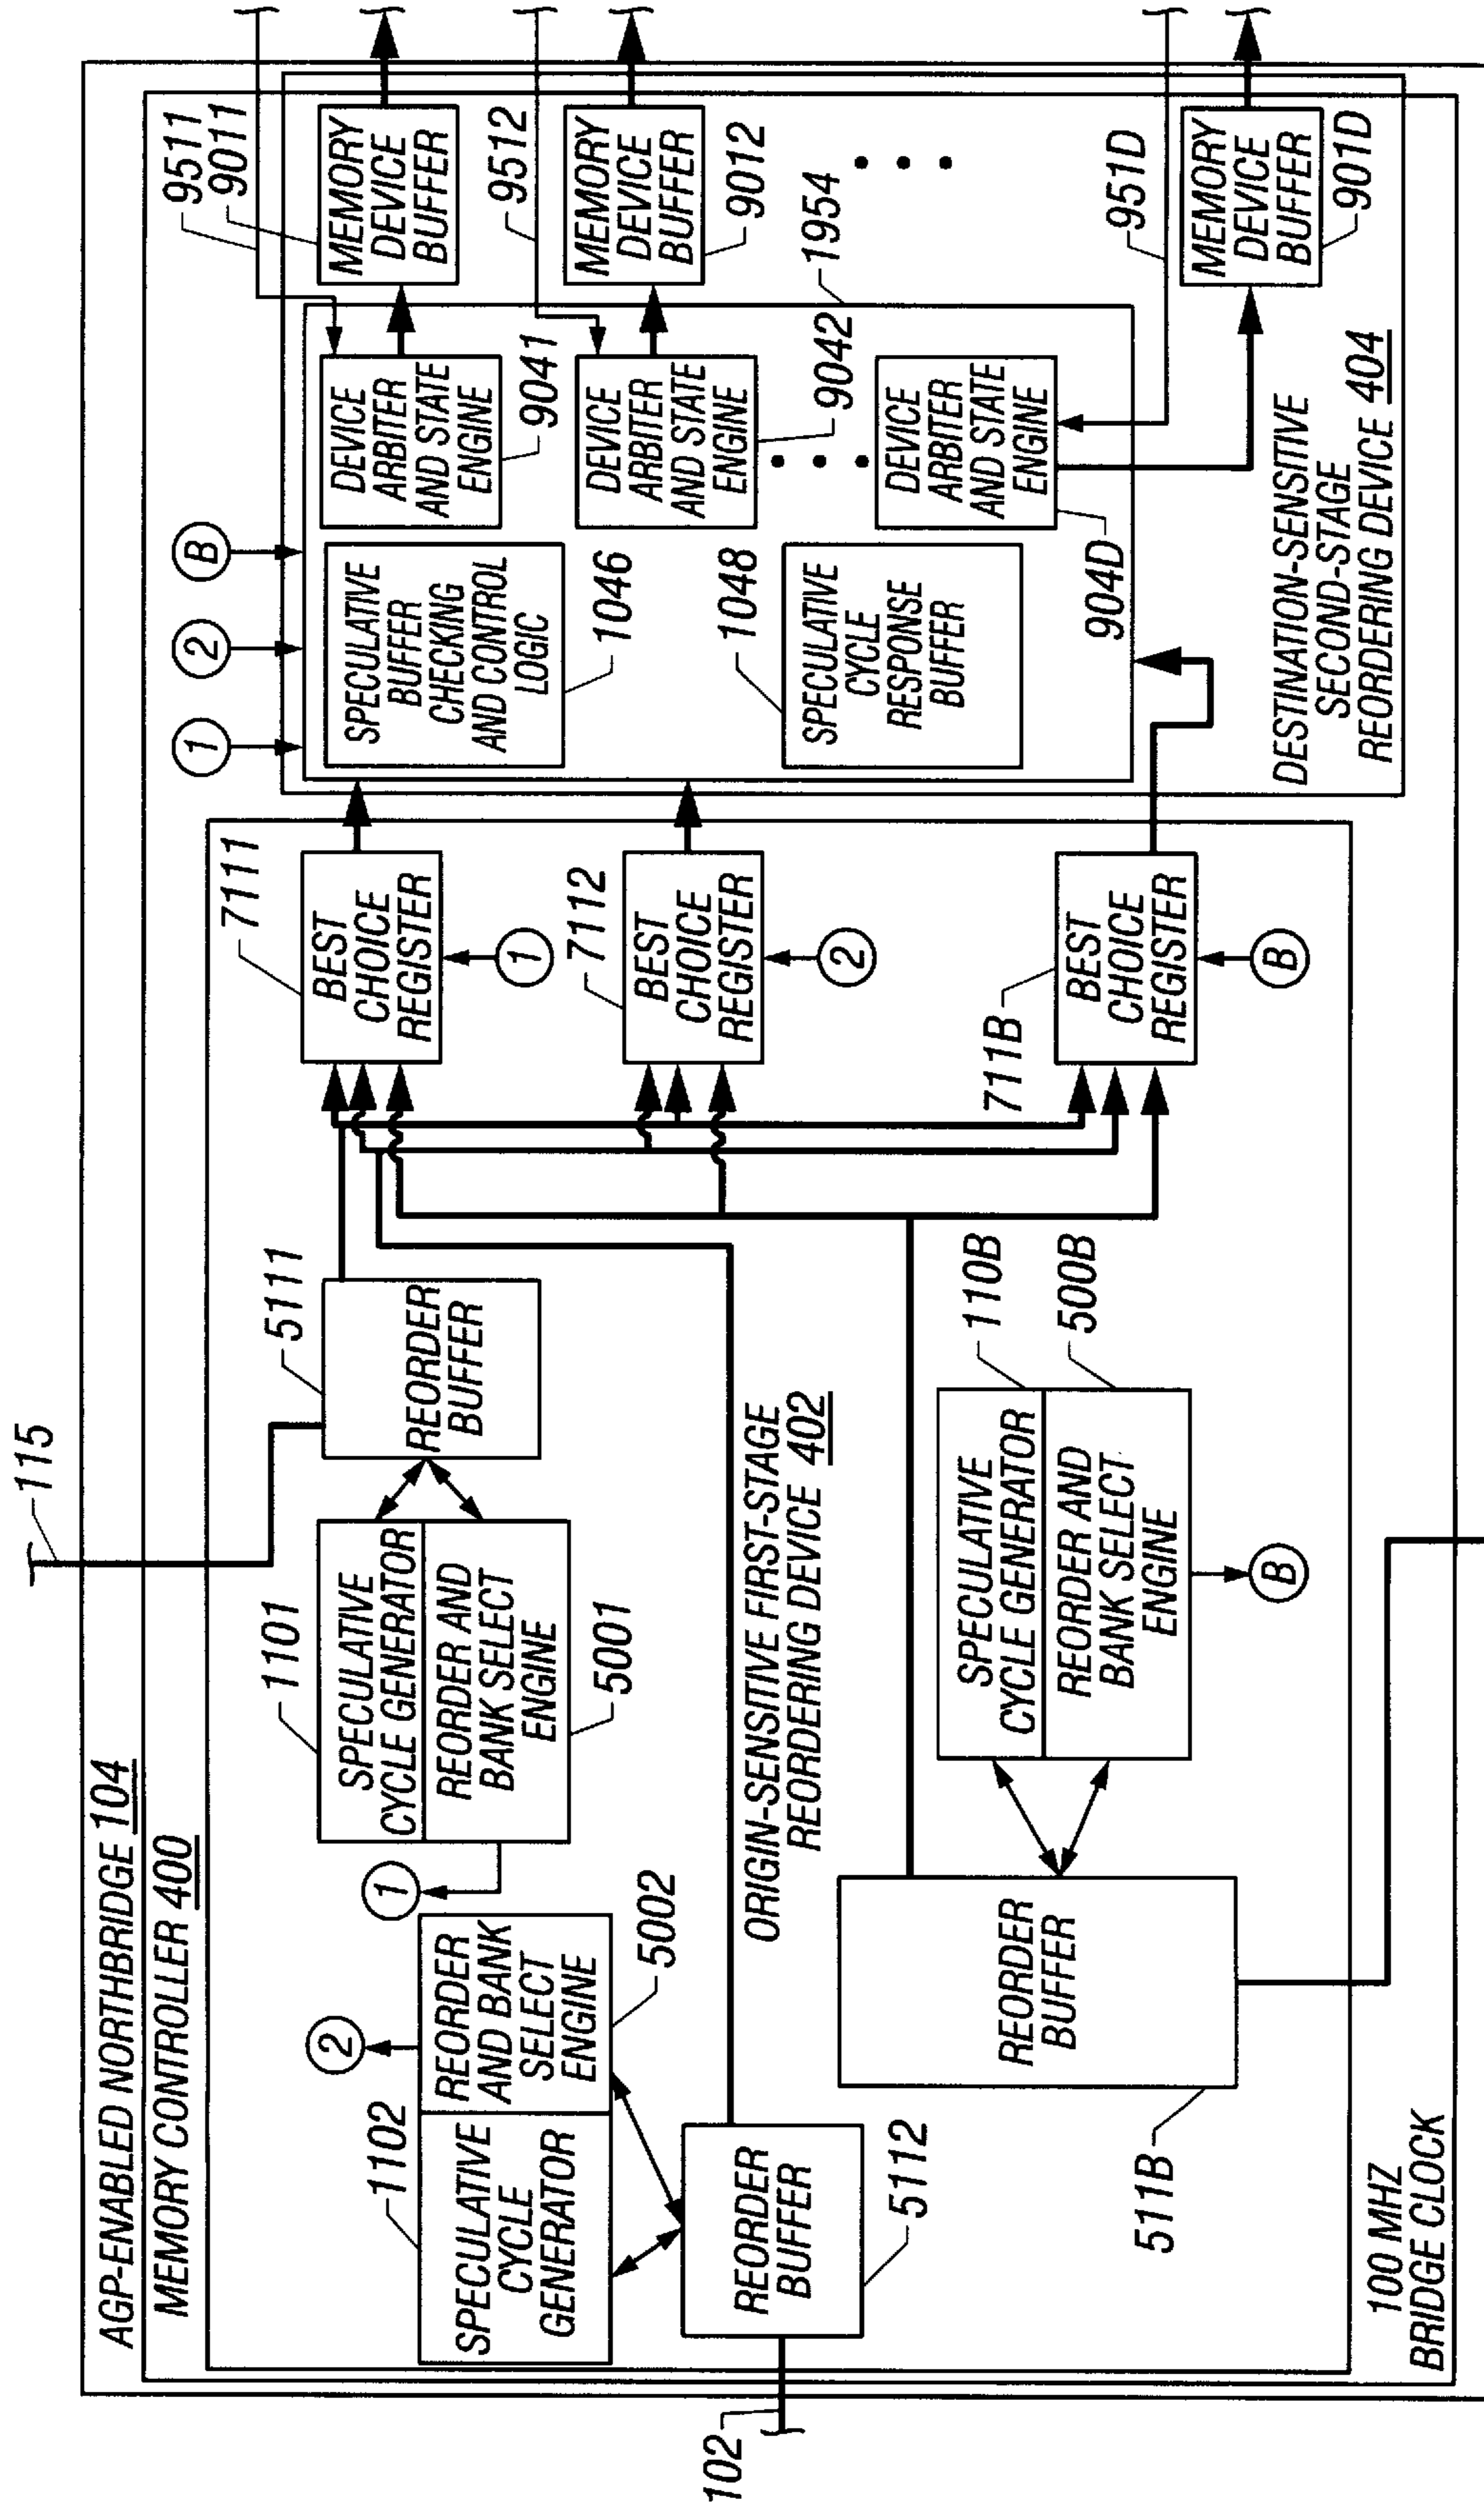 AGP-ENABLED NORTHBRIDGE 104
MEMORY CONTROLLER 400
115
102
1102
SPECULATIVE
CYCLE
GENERATOR
REORDER
AND BANK
SELECT
ENGINE
5002
2
REORDER
BUFFER
5112
1
1101
SPECULATIVE
CYCLE GENERATOR
REORDER AND
BANK SELECT
ENGINE
5001
5111
REORDER
BUFFER
ORIGIN-SENSITIVE FIRST-STAGE
REORDERING DEVICE 402
REORDER
BUFFER
511B
110B
500B
SPECULATIVE
CYCLE GENERATOR
REORDER AND
BANK SELECT
ENGINE
B
100 MHZ
BRIDGE CLOCK
7111
BEST
CHOICE
REGISTER
1
7112
BEST
CHOICE
REGISTER
2
711B
BEST
CHOICE
REGISTER
B
1
2
B
SPECULATIVE
BUFFER
CHECKING
AND CONTROL
LOGIC
1046
1048
SPECULATIVE
CYCLE
RESPONSE
BUFFER
DEVICE
ARBITER
AND STATE
ENGINE
9041
DEVICE
ARBITER
AND STATE
ENGINE
9042
DEVICE
ARBITER
AND STATE
ENGINE
904D
1954
9511
9011
MEMORY
DEVICE
BUFFER
9512
MEMORY
DEVICE
BUFFER
9012
951D
MEMORY
DEVICE
BUFFER
901D
DESTINATION-SENSITIVE
SECOND-STAGE
REORDERING DEVICE 404